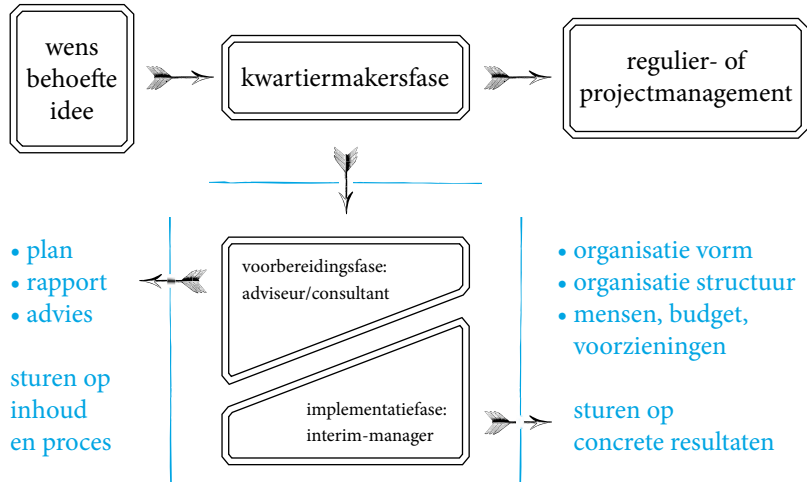 wens
behoefte
idee
kwartiermakersfase
regulier- of
projectmanagement
• plan
• rapport
• advies
sturen op
inhoud
en proces
voorbereidingsfase:
adviseur/consultant
implementatiefase:
interim-manager
• organisatie vorm
• organisatie structuur
• mensen, budget,
voorzieningen
sturen op
concrete resultaten